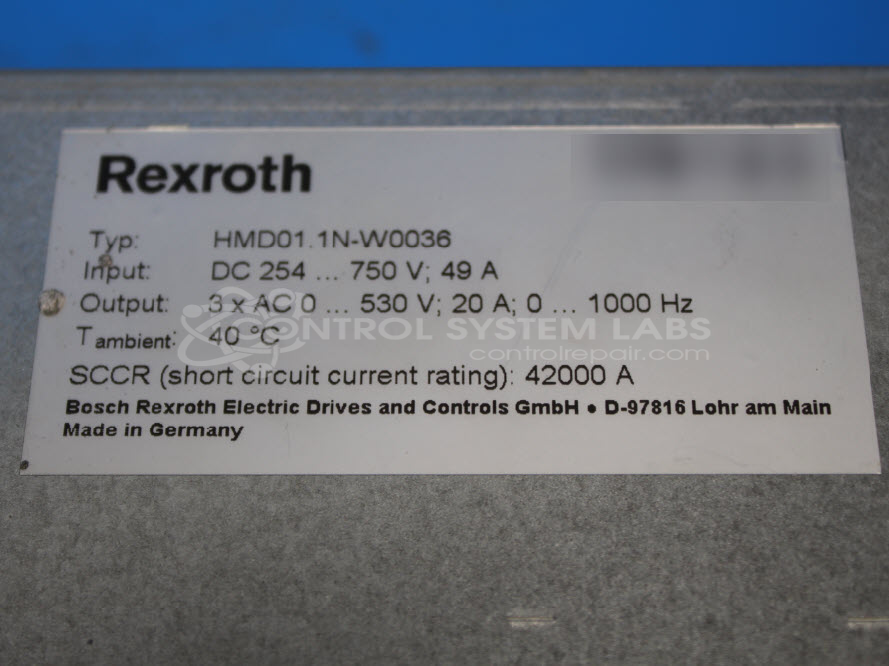 Rexroth
Typ: HMD01.1N-W0036
Input: DC 254 ... 750 V; 49 A
Output: 3 x AC 0 ... 530 V; 20 A; 0 ... 1000 Hz
Tambient: 40 °C
CONTROL SYSTEM LABS
controlrepair.com
SCCR (short circuit current rating): 42000 A
Bosch Rexroth Electric Drives and Controls GmbH • D-97816 Lohr am Main
Made in Germany